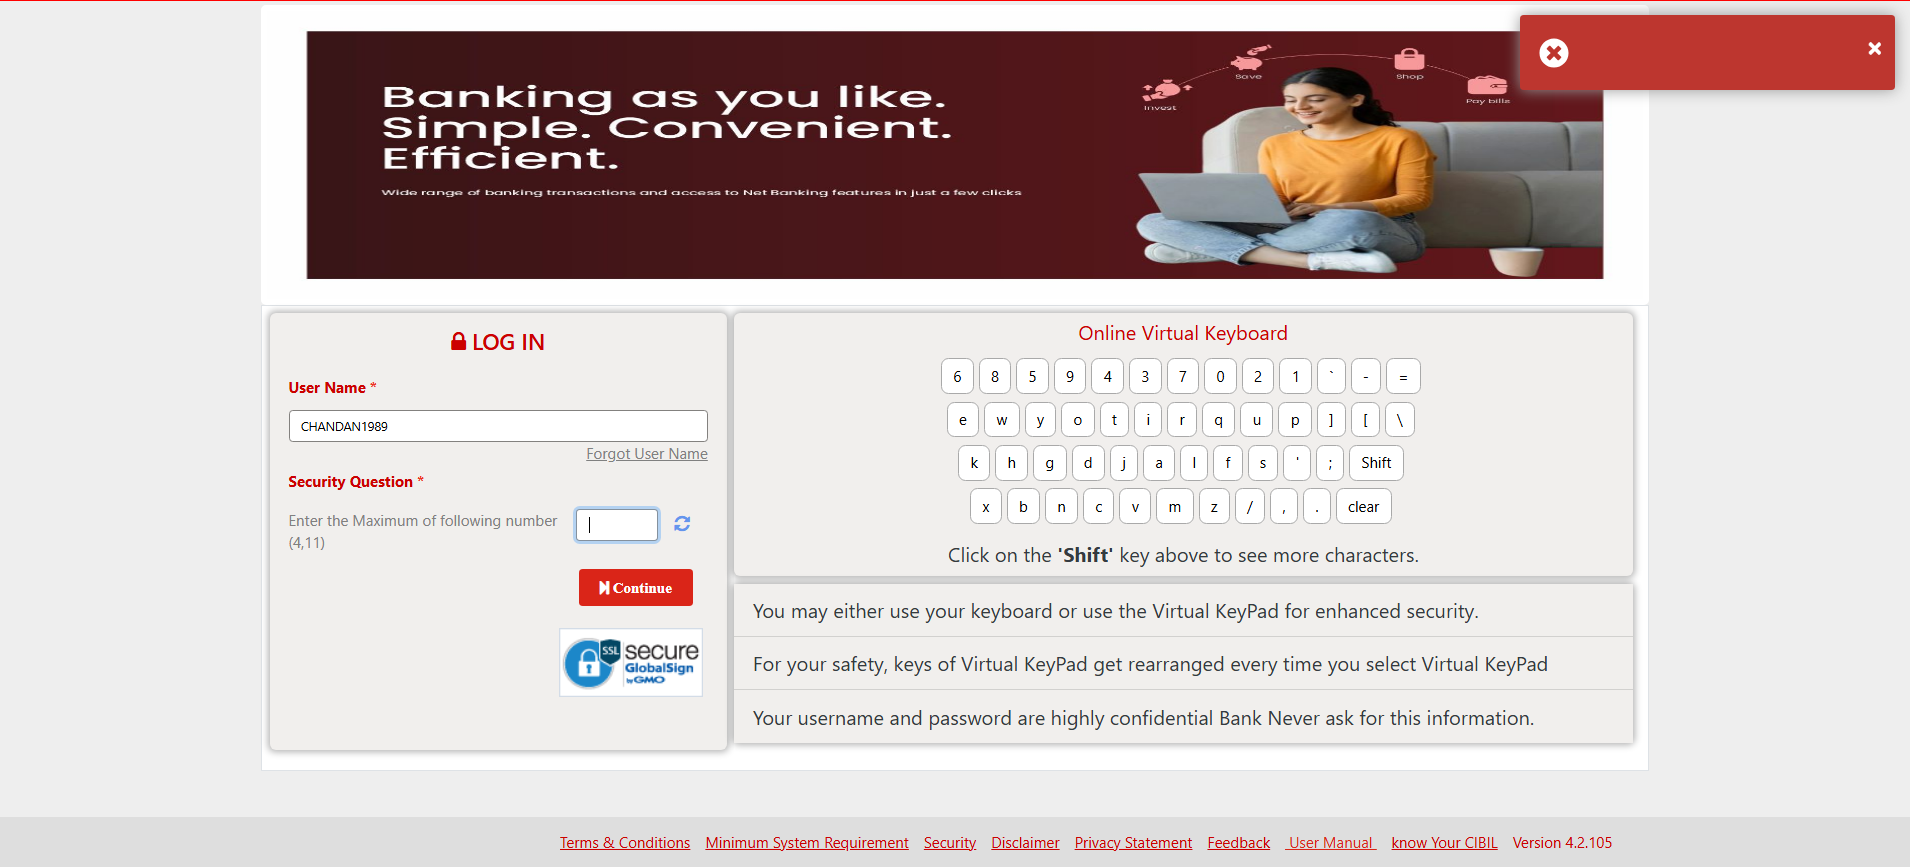 Banking as you like.
Simple. Convenient.
Efficient.
Wide range of banking transactions and access to Net Banking features in just a few clicks
Invest
Save
Shop
Pay bills
LOG IN
User Name *
CHANDAN1989
Forgot User Name
Security Question *
Enter the Maximum of following number
(4,11)
Continue
SSL
secure
GlobalSign
by GMO
Online Virtual Keyboard
6 8 5 9 4 3 7 0 2 1 ` - =
e w y o t i r q u p ] [ \
k h g d j a l f s ' ; Shift
x b n c v m z / , . clear
Click on the 'Shift' key above to see more characters.
You may either use your keyboard or use the Virtual KeyPad for enhanced security.
For your safety, keys of Virtual KeyPad get rearranged every time you select Virtual KeyPad
Your username and password are highly confidential Bank Never ask for this information.
Terms & Conditions Minimum System Requirement Security Disclaimer Privacy Statement Feedback User Manual know Your CIBIL Version 4.2.105